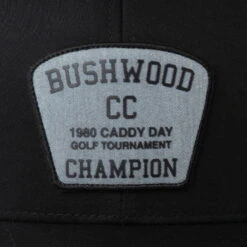 BUSHWOOD
CC
1980 CADDY DAY
GOLF TOURNAMENT
CHAMPION